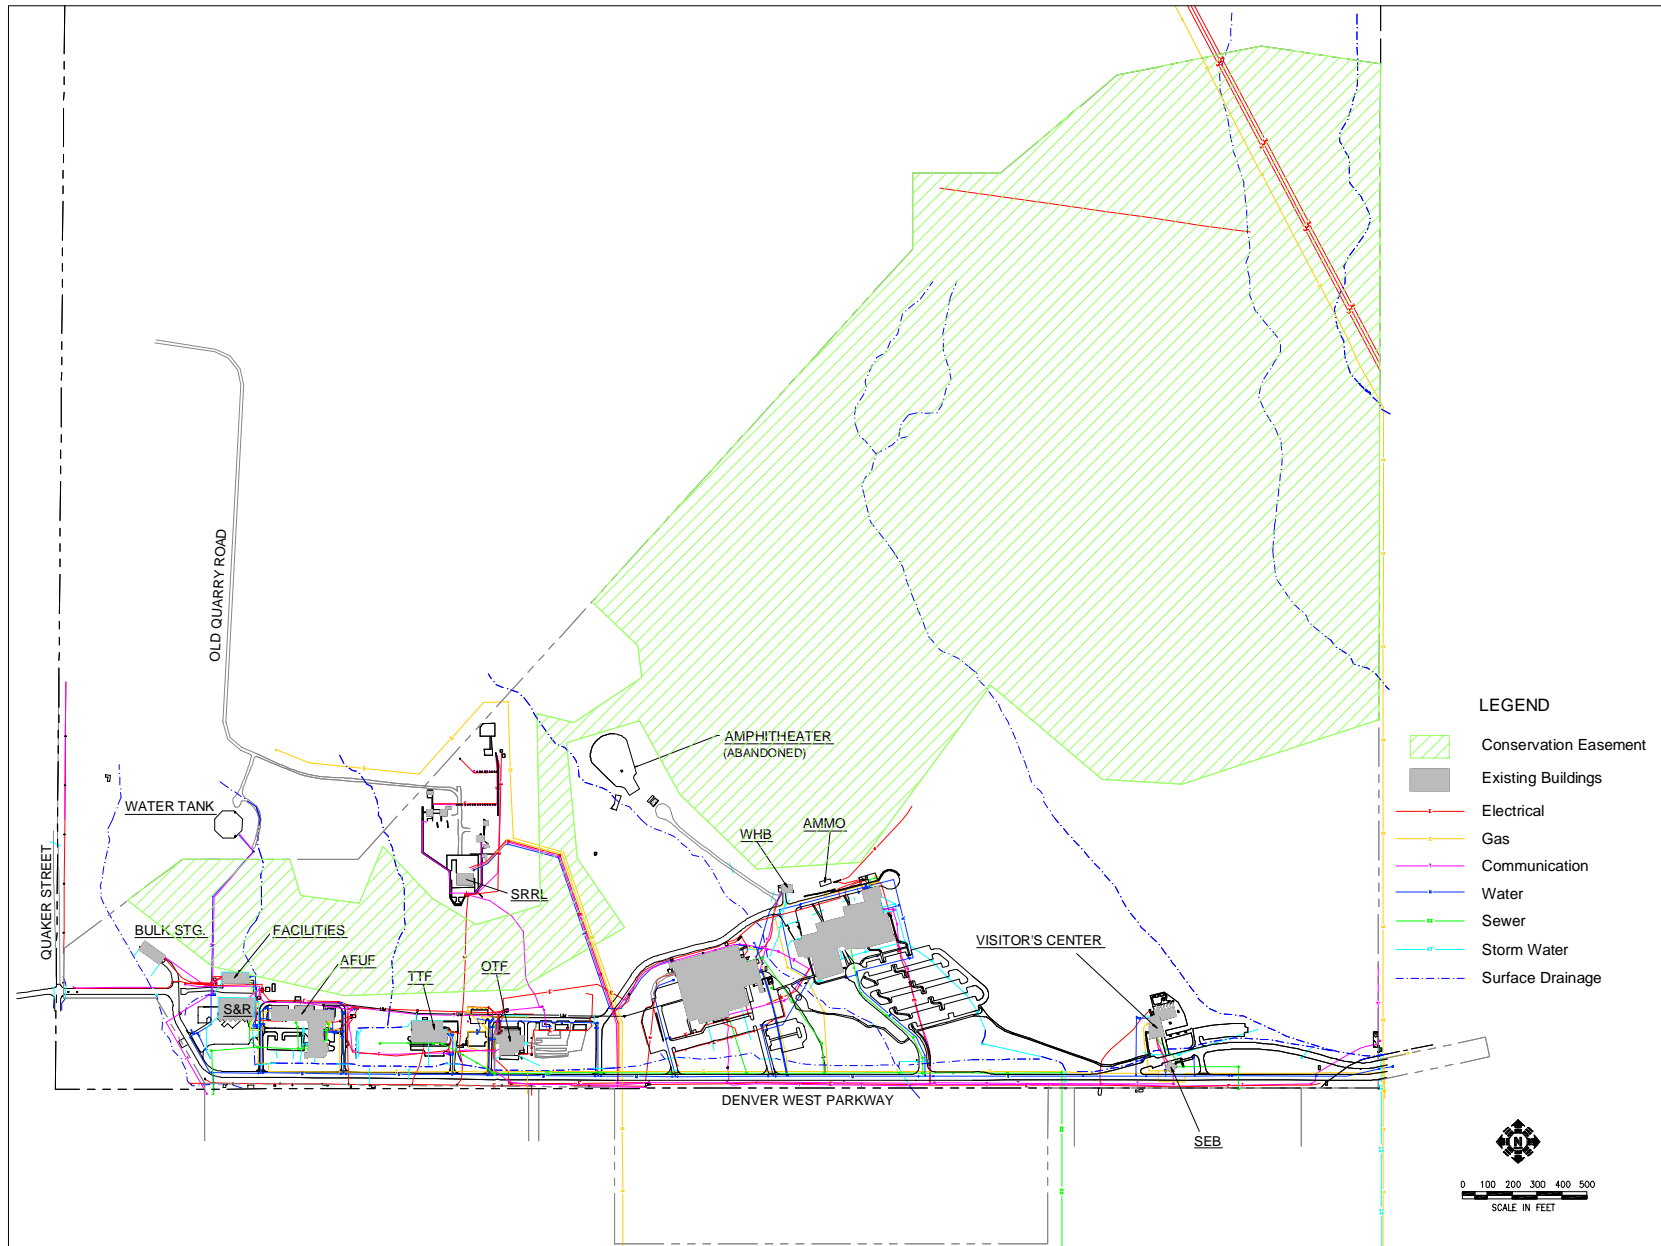 OLD QUARRY ROAD
QUAKER STREET
WATER TANK
AMPHITHEATER
(ABANDONED)
WHB
AMMO
SRRL
BULK STG.
FACILITIES
AFUF
TTF
OTF
S&R
VISITOR'S CENTER
DENVER WEST PARKWAY
SEB
LEGEND
Conservation Easement
Existing Buildings
Electrical
Gas
Communication
Water
Sewer
Storm Water
Surface Drainage
N
0 100 200 300 400 500
SCALE IN FEET